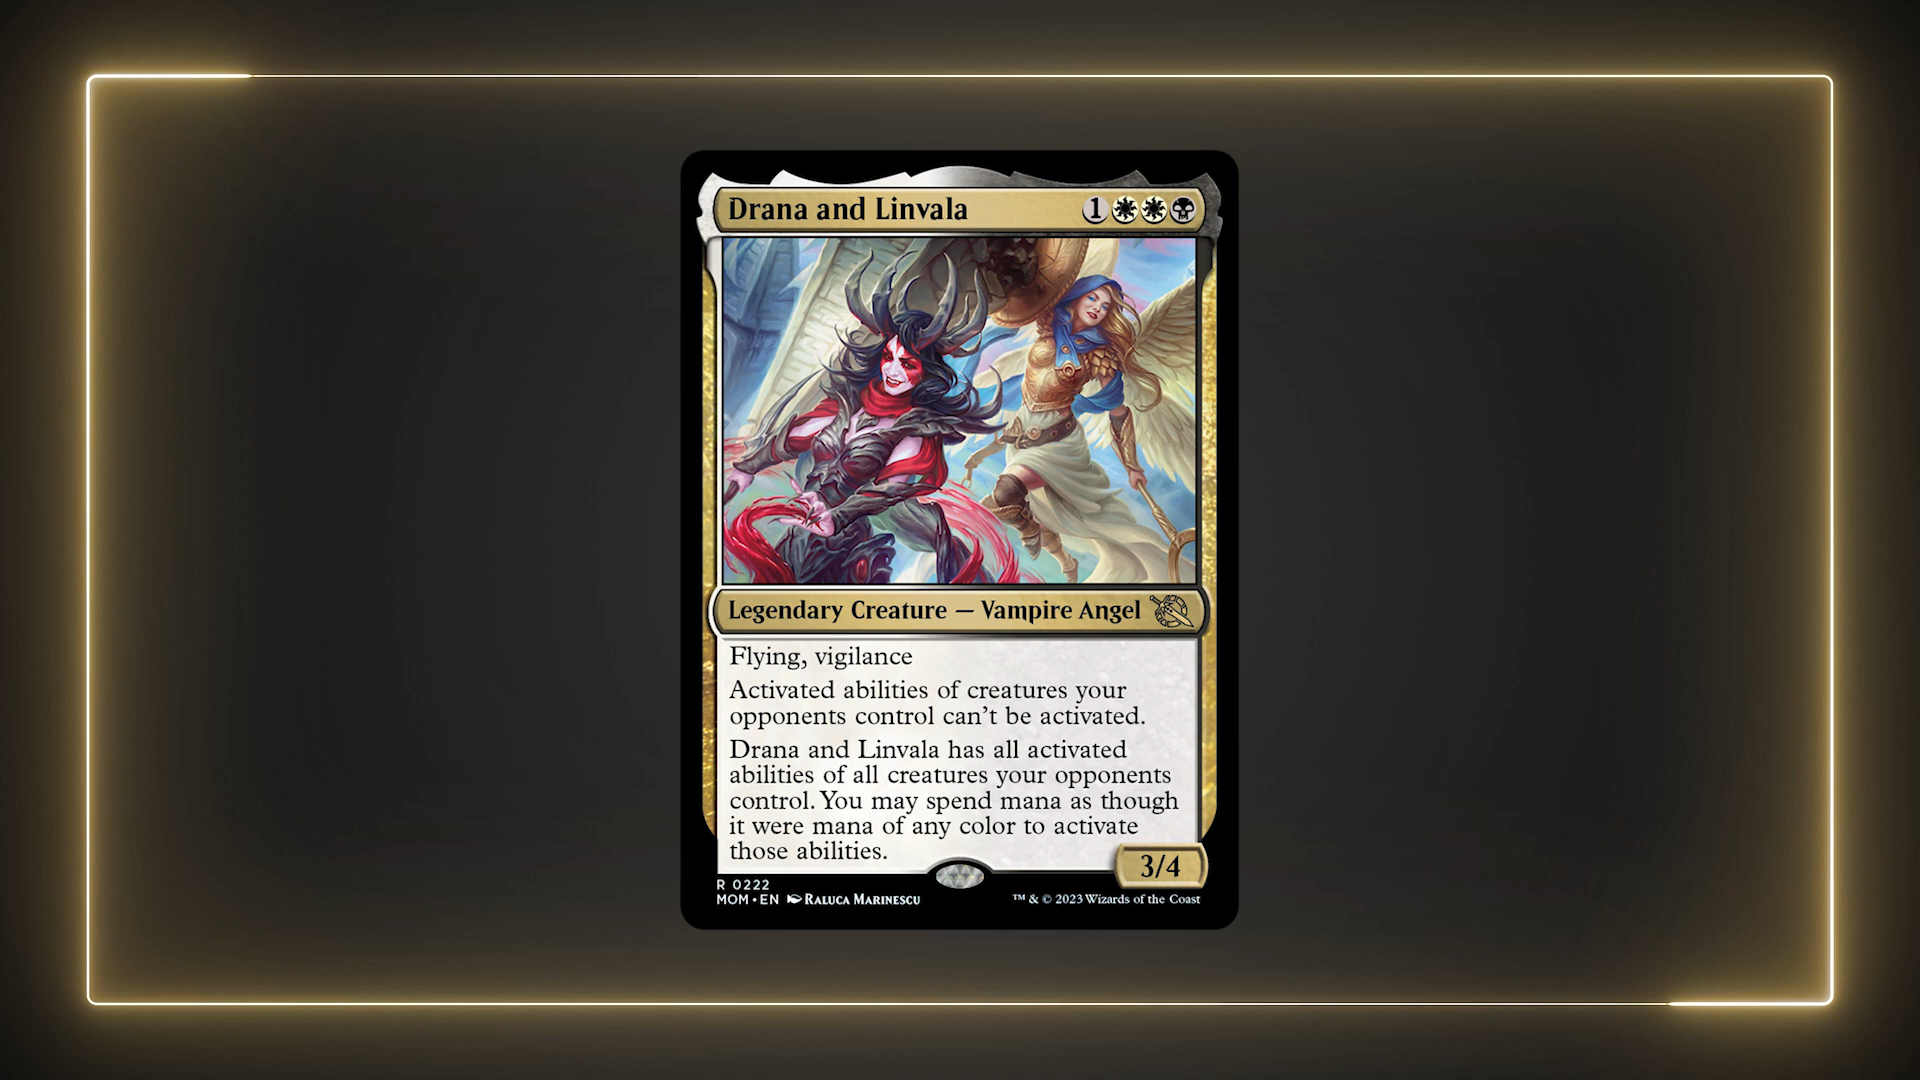 Drana and Linvala 1
Legendary Creature — Vampire Angel
Flying, vigilance
Activated abilities of creatures your
opponents control can't be activated.
Drana and Linvala has all activated
abilities of all creatures your opponents
control. You may spend mana as though
it were mana of any color to activate
those abilities.
3/4
R 0222
MOM • EN Raluca Marinescu
™ & © 2023 Wizards of the Coast